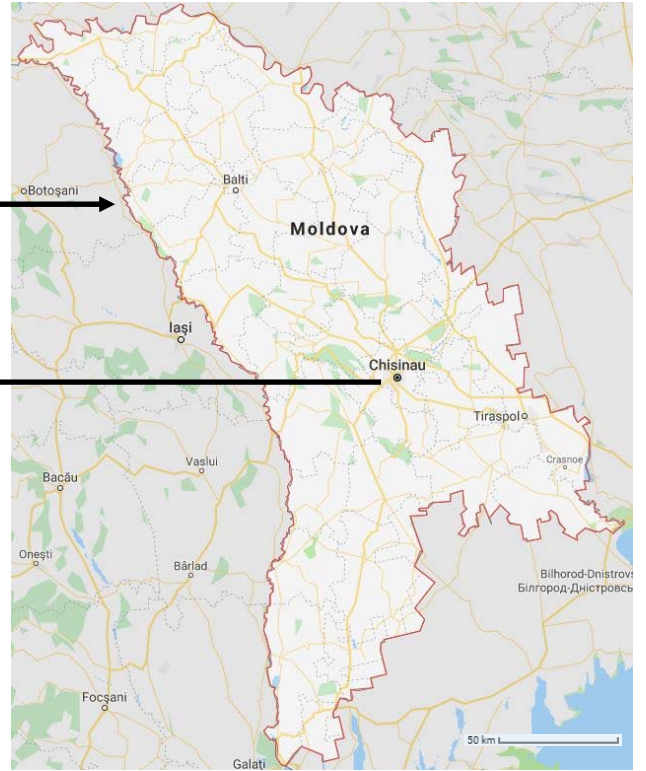 Botoşani
Balti
Moldova
Iaşi
Chisinau
Tiraspol
Crasnoe
Vaslui
Bacău
Oneşti
Bârlad
Bilhorod-Dnistrovs
Білгород-Дністровсь
Focşani
50 km
Galaţi